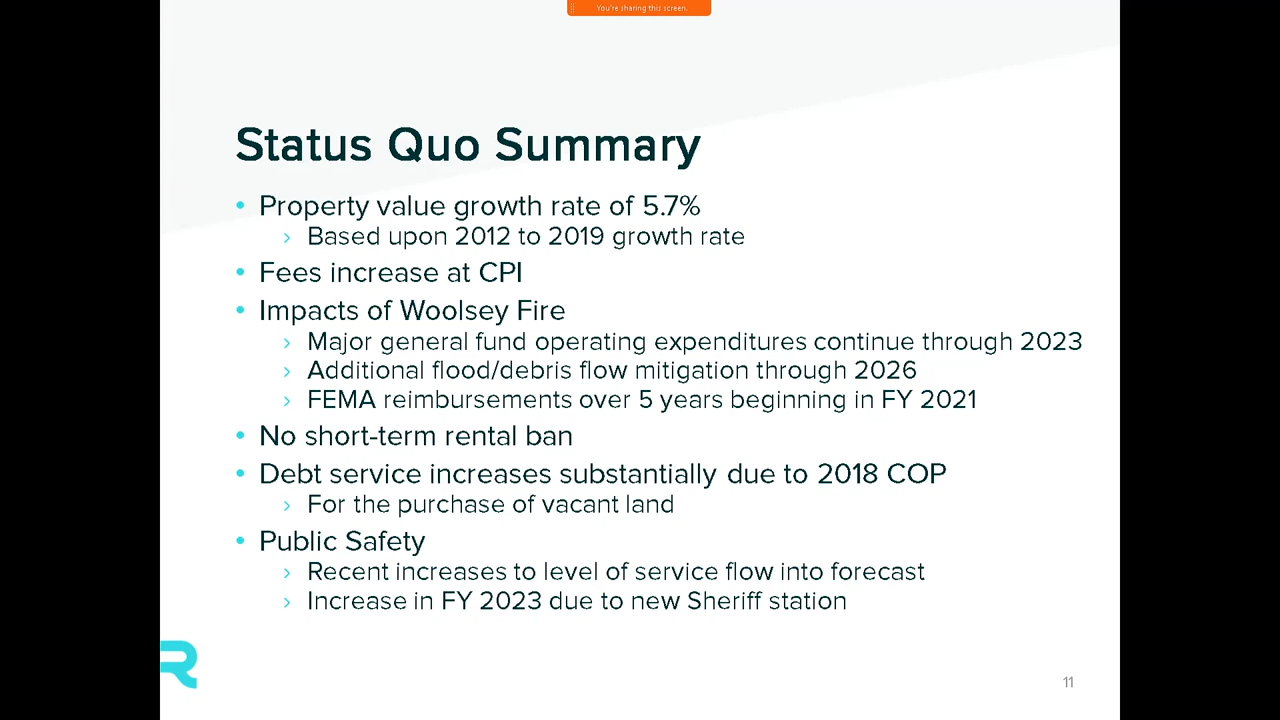 You're sharing this screen.
Status Quo Summary
• Property value growth rate of 5.7%
› Based upon 2012 to 2019 growth rate
• Fees increase at CPI
• Impacts of Woolsey Fire
› Major general fund operating expenditures continue through 2023
› Additional flood/debris flow mitigation through 2026
› FEMA reimbursements over 5 years beginning in FY 2021
• No short-term rental ban
• Debt service increases substantially due to 2018 COP
› For the purchase of vacant land
• Public Safety
› Recent increases to level of service flow into forecast
› Increase in FY 2023 due to new Sheriff station
R
11